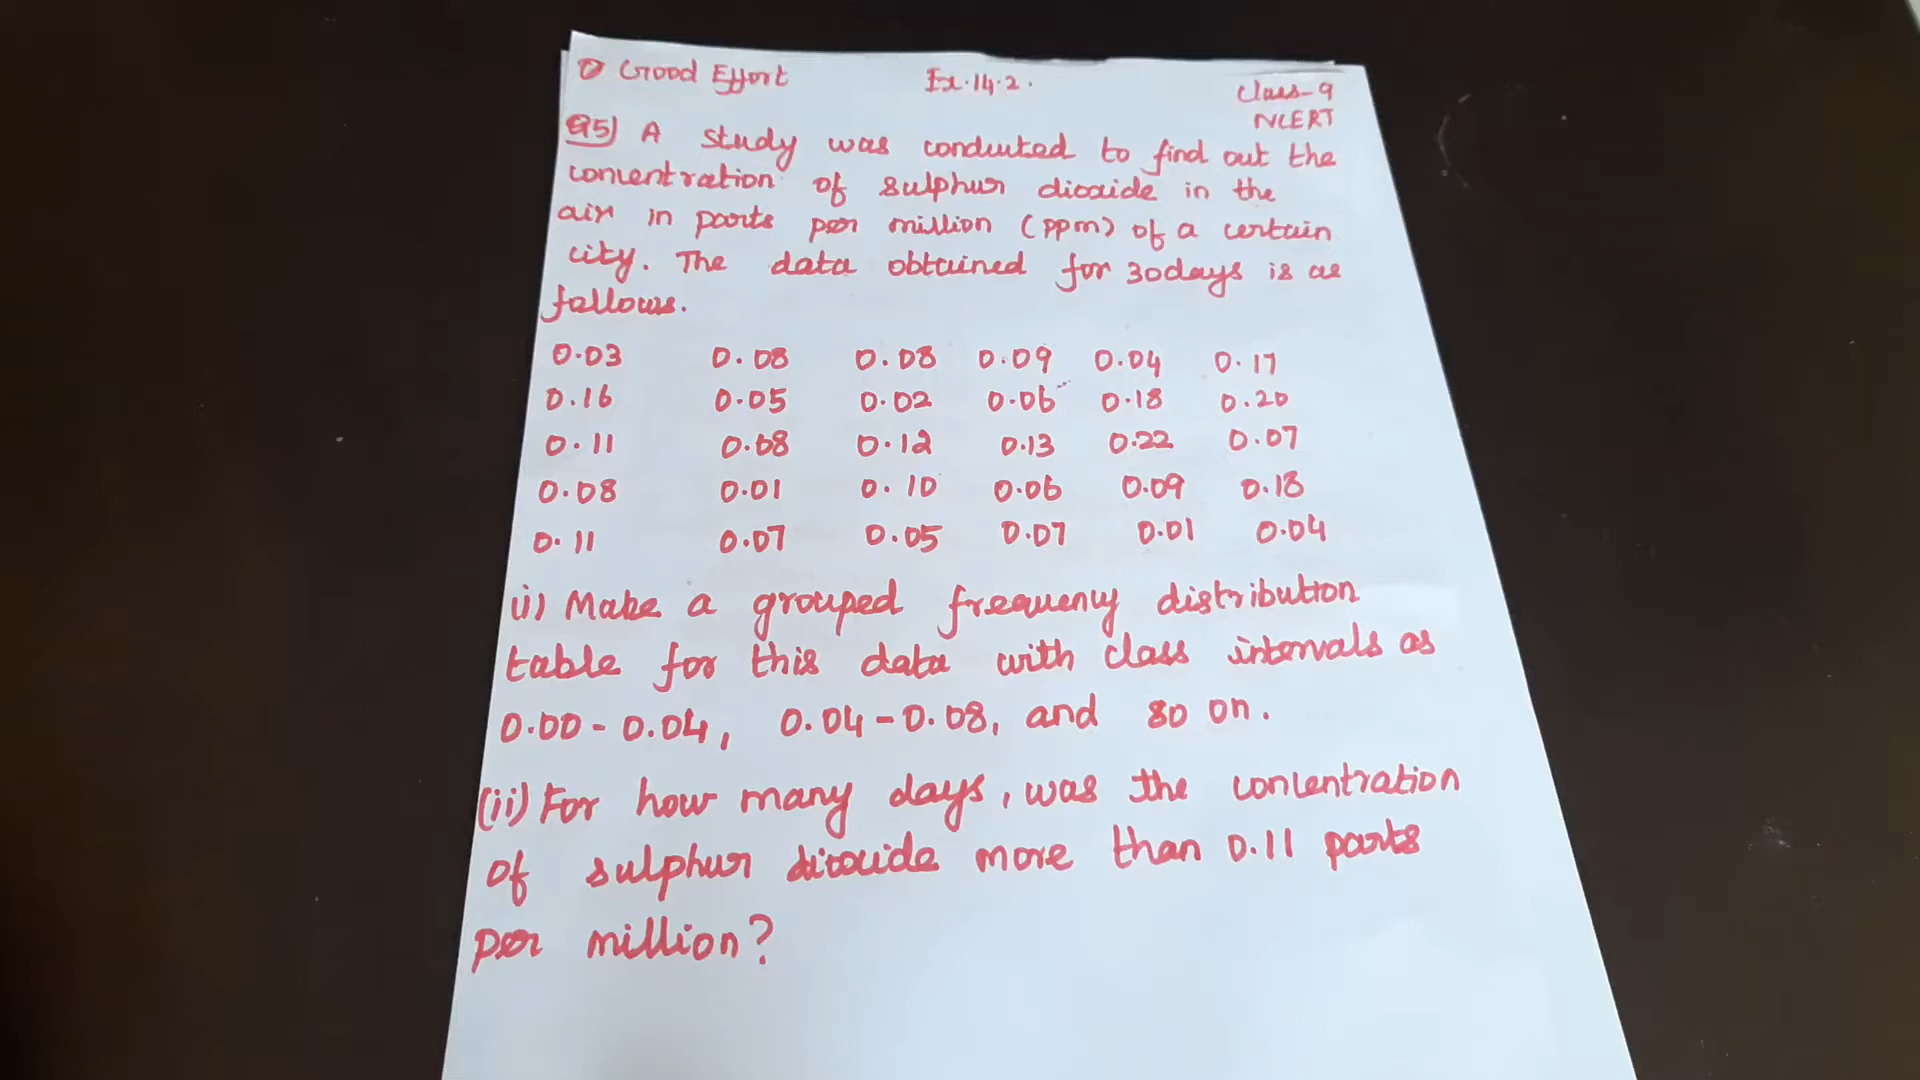 Good Effort Ex.14.2. Class-9
NCERT
Q5) A study was conducted to find out the
concentration of sulphur dioxide in the
air in parts per million (ppm) of a certain
city. The data obtained for 30days is as
follows.
0.03 0.08 0.08 0.09 0.04 0.17
0.16 0.05 0.02 0.06 0.18 0.20
0.11 0.08 0.12 0.13 0.22 0.07
0.08 0.01 0.10 0.06 0.09 0.18
0.11 0.07 0.05 0.07 0.01 0.04
(i) Make a grouped frequency distribution
table for this data with class intervals as
0.00-0.04, 0.04-0.08, and so on.
(ii) For how many days, was the concentration
of sulphur dioxide more than 0.11 parts
per million?